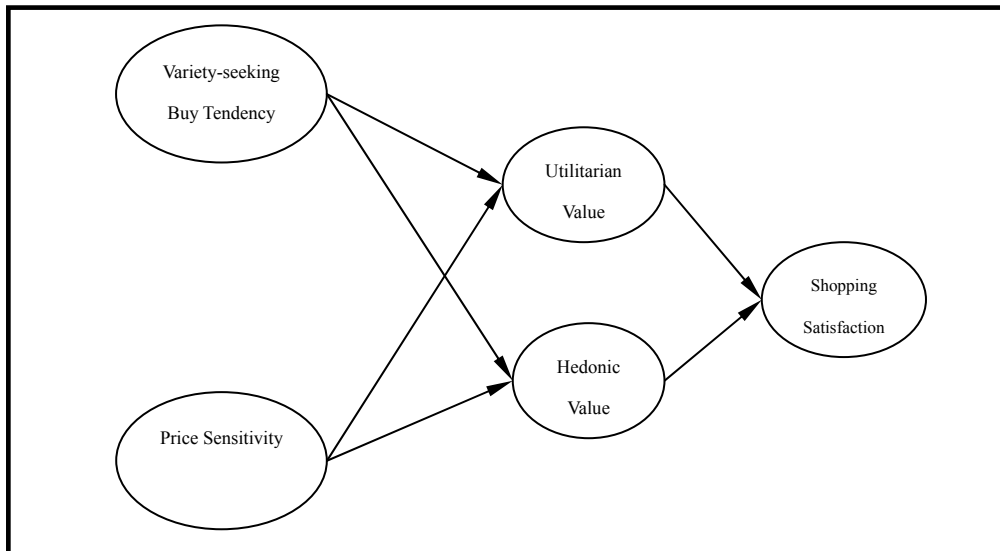 Variety-seeking
Buy Tendency
Utilitarian
Value
Shopping
Satisfaction
Hedonic
Value
Price Sensitivity